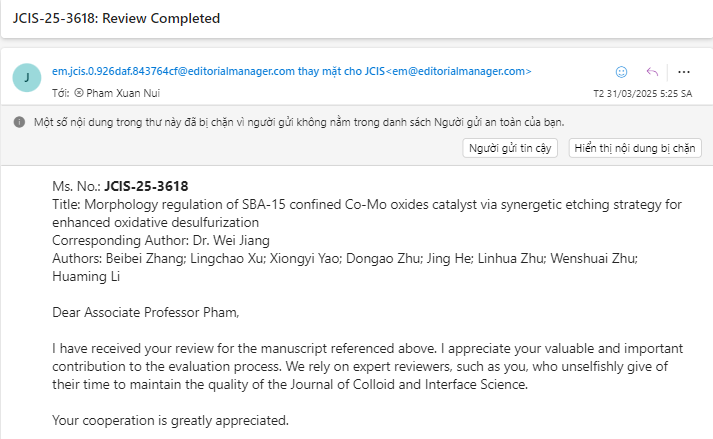 JCIS-25-3618: Review Completed
J
em.jcis.0.926daf.843764cf@editorialmanager.com thay mặt cho JCIS<em@editorialmanager.com>
Tới: Pham Xuan Nui
T2 31/03/2025 5:25 SA
Một số nội dung trong thư này đã bị chặn vì người gửi không nằm trong danh sách Người gửi an toàn của bạn.
Người gửi tin cậy
Hiển thị nội dung bị chặn
Ms. No.: JCIS-25-3618
Title: Morphology regulation of SBA-15 confined Co-Mo oxides catalyst via synergetic etching strategy for
enhanced oxidative desulfurization
Corresponding Author: Dr. Wei Jiang
Authors: Beibei Zhang; Lingchao Xu; Xiongyi Yao; Dongao Zhu; Jing He; Linhua Zhu; Wenshuai Zhu;
Huaming Li
Dear Associate Professor Pham,
I have received your review for the manuscript referenced above. I appreciate your valuable and important
contribution to the evaluation process. We rely on expert reviewers, such as you, who unselfishly give of
their time to maintain the quality of the Journal of Colloid and Interface Science.
Your cooperation is greatly appreciated.